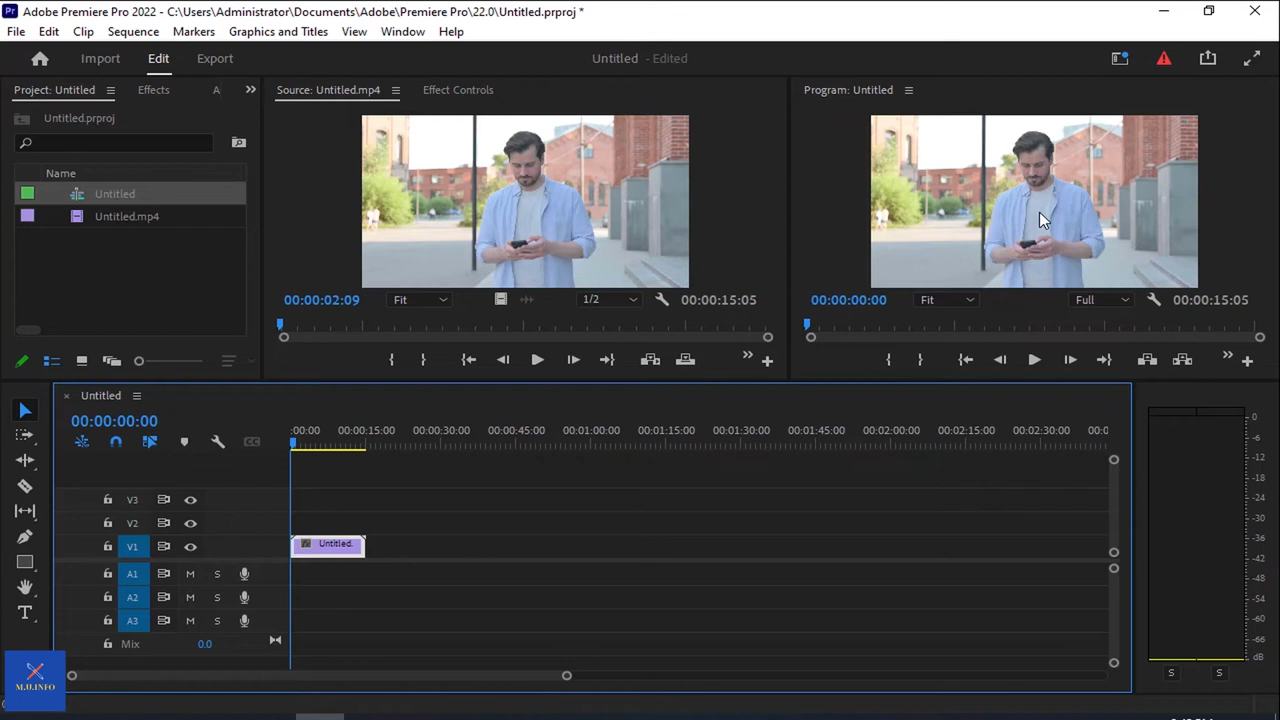 Pr Adobe Premiere Pro 2022 - C:\Users\Administrator\Documents\Adobe\Premiere Pro\22.0\Untitled.prproj *
File Edit Clip Sequence Markers Graphics and Titles View Window Help
Import Edit Export Untitled - Edited
Project: Untitled Effects A
Source: Untitled.mp4 Effect Controls
Program: Untitled
Untitled.prproj
Name
Untitled
Untitled.mp4
00:00:02:09 Fit 1/2 00:00:15:05
00:00:00:00 Fit Full 00:00:15:05
Untitled
00:00:00:00
:00:00 00:00:15:00 00:00:30:00 00:00:45:00 00:01:00:00 00:01:15:00 00:01:30:00 00:01:45:00 00:02:00:00 00:02:15:00 00:02:30:00 00:0
CC
V3
V2
V1 Untitled.
A1 M S
A2 M S
A3 M S
Mix 0.0
0
-6
-12
-18
-24
-30
-36
-42
-48
-54
-60
-66
dB
S S
M.U.INFO